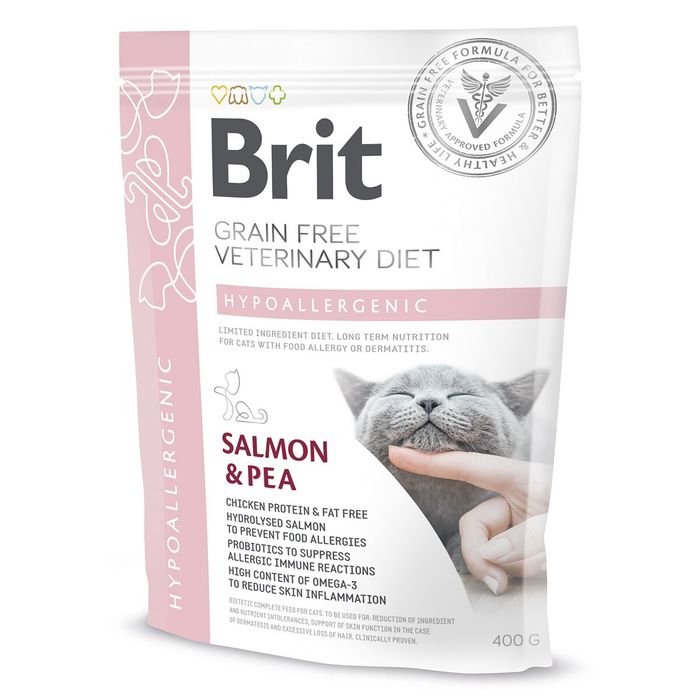 GRAIN FREE FORMULA FOR BETTER & HEALTHY LIFE *
VETERINARY APPROVED FORMULA
V
Brit
GRAIN FREE
VETERINARY DIET
HYPOALLERGENIC
LIMITED INGREDIENT DIET. LONG TERM NUTRITION
FOR CATS WITH FOOD ALLERGY OR DERMATITIS.
HYPOALLERGENIC
SALMON
& PEA
CHICKEN PROTEIN & FAT FREE
HYDROLYSED SALMON
TO PREVENT FOOD ALLERGIES
PROBIOTICS TO SUPPRESS
ALLERGIC IMMUNE REACTIONS
HIGH CONTENT OF OMEGA-3
TO REDUCE SKIN INFLAMMATION
DIETETIC COMPLETE FEED FOR CATS. TO BE USED FOR: REDUCTION OF INGREDIENT
AND NUTRIENT INTOLERANCES, SUPPORT OF SKIN FUNCTION IN THE CASE
OF DERMATOSIS AND EXCESSIVE LOSS OF HAIR. CLINICALLY PROVEN.
400 G